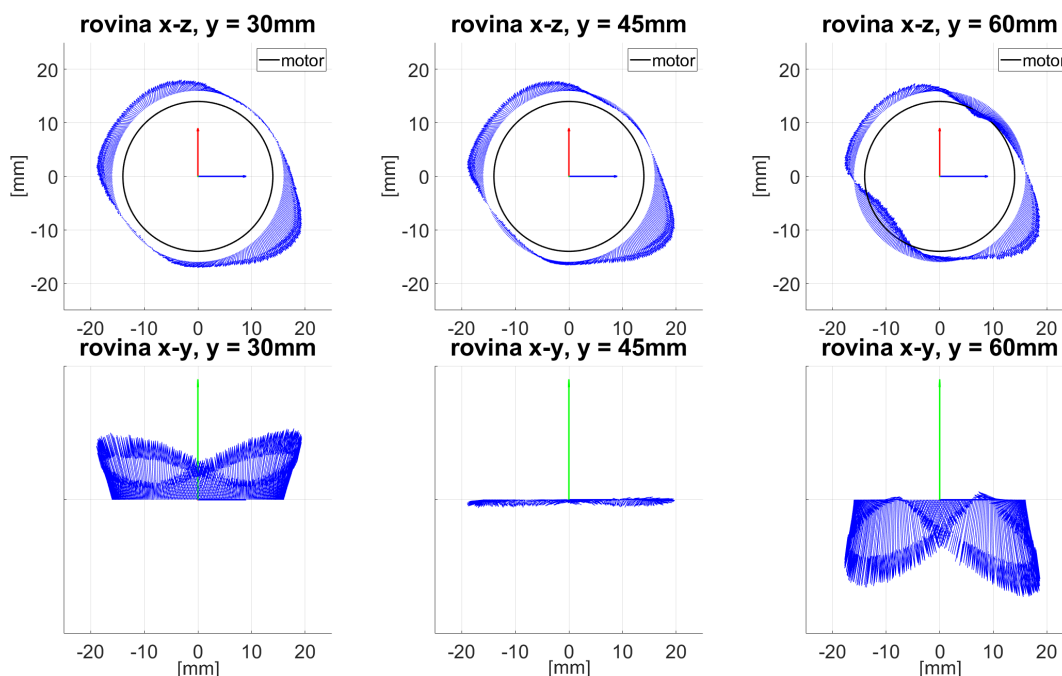 rovina x-z, y = 30mm
rovina x-z, y = 45mm
rovina x-z, y = 60mm
motor
motor
motor
20
10
0
-10
-20
[mm]
20
10
0
-10
-20
[mm]
20
10
0
-10
-20
[mm]
-20 -10 0 10 20
-20 -10 0 10 20
-20 -10 0 10 20
rovina x-y, y = 30mm
rovina x-y, y = 45mm
rovina x-y, y = 60mm
-20 -10 0 10 20
-20 -10 0 10 20
-20 -10 0 10 20
[mm]
[mm]
[mm]